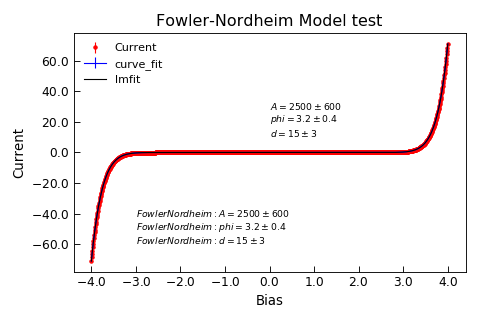 Fowler-Nordheim Model test
Current
curve_fit
lmfit
A = 2500 ± 600
phi = 3.2 ± 0.4
d = 15 ± 3
FowlerNordheim: A = 2500 ± 600
FowlerNordheim: phi = 3.2 ± 0.4
FowlerNordheim: d = 15 ± 3
Current
60.0
40.0
20.0
0.0
−20.0
−40.0
−60.0
−4.0 −3.0 −2.0 −1.0 0.0 1.0 2.0 3.0 4.0
Bias